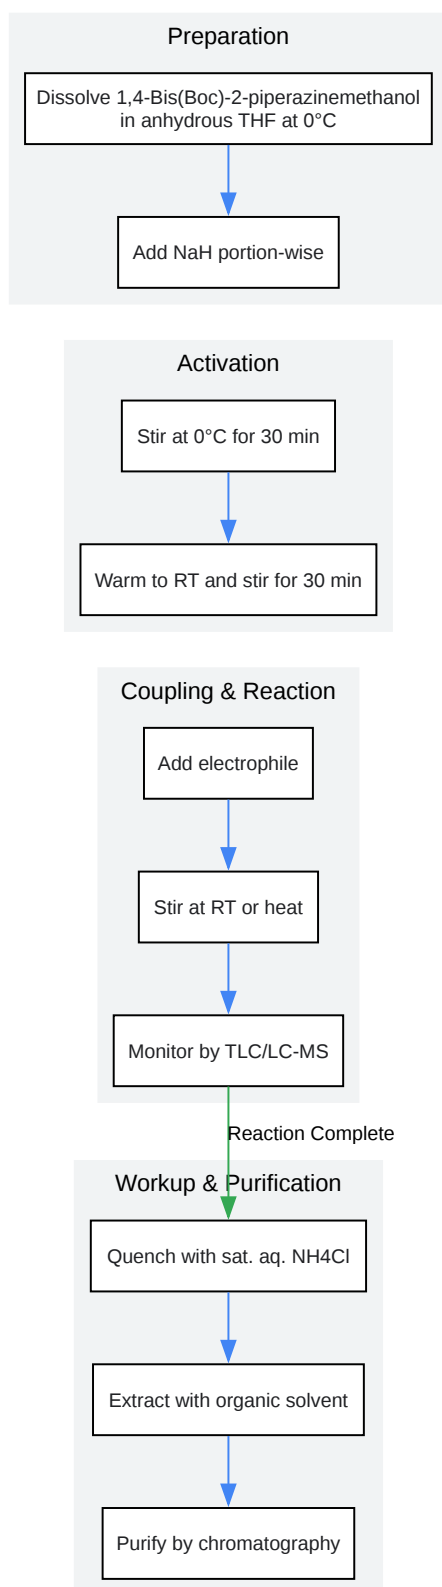 Preparation
Dissolve 1,4-Bis(Boc)-2-piperazinemethanol
in anhydrous THF at 0°C
Add NaH portion-wise
Activation
Stir at 0°C for 30 min
Warm to RT and stir for 30 min
Coupling & Reaction
Add electrophile
Stir at RT or heat
Monitor by TLC/LC-MS
Reaction Complete
Workup & Purification
Quench with sat. aq. NH4Cl
Extract with organic solvent
Purify by chromatography